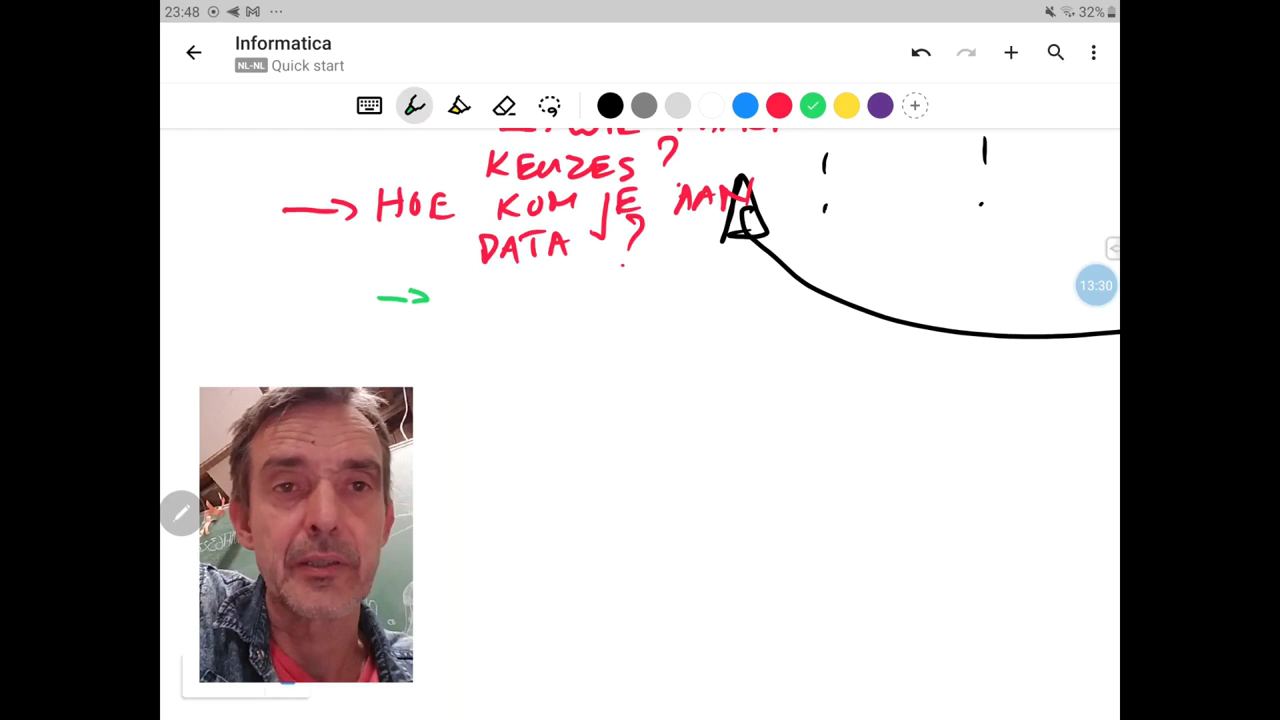 23:48
32%
Informatica
NL-NL Quick start
KEUZES ?
→ HOE KOM JE AAN
DATA ?
→
13:30